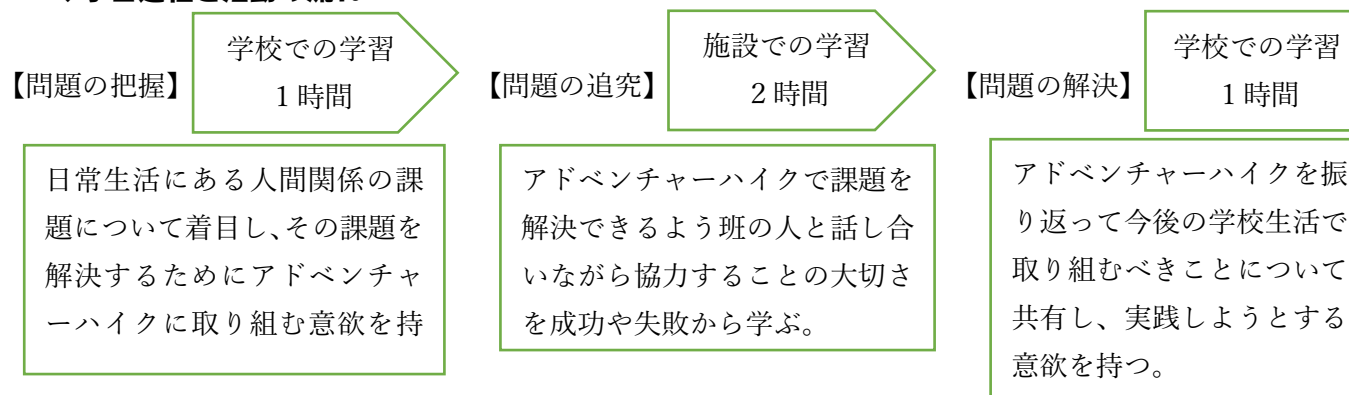 【問題の把握】
学校での学習
1時間
日常生活にある人間関係の課
題について着目し、その課題を
解決するためにアドベンチャ
ーハイクに取り組む意欲を持
【問題の追究】
施設での学習
2時間
アドベンチャーハイクで課題を
解決できるよう班の人と話し合
いながら協力することの大切さ
を成功や失敗から学ぶ。
【問題の解決】
学校での学習
1時間
アドベンチャーハイクを振
り返って今後の学校生活で
取り組むべきことについて
共有し、実践しようとする
意欲を持つ。